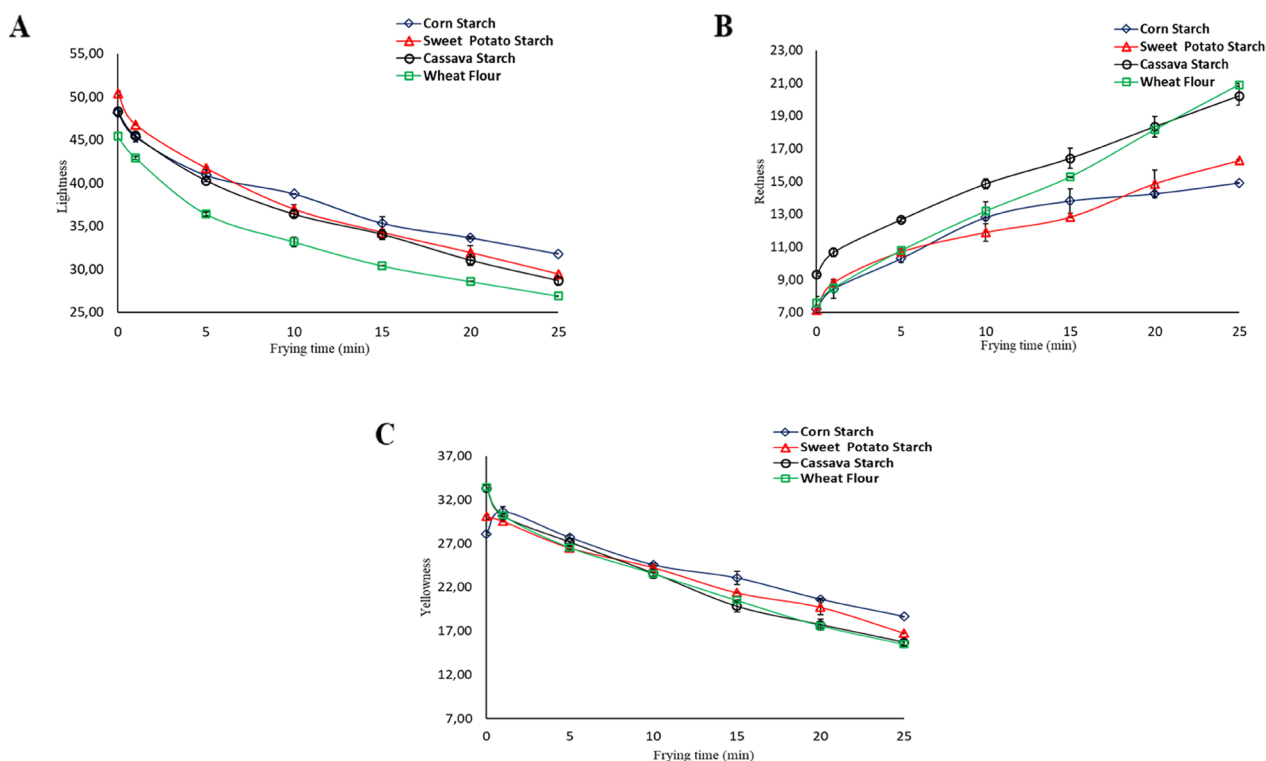 A
Corn Starch
Sweet Potato Starch
Cassava Starch
Wheat Flour
55,00
50,00
45,00
40,00
35,00
30,00
25,00
Lightness
0 5 10 15 20 25
Frying time (min)
B
Corn Starch
Sweet Potato Starch
Cassava Starch
Wheat Flour
23,00
21,00
19,00
17,00
15,00
13,00
11,00
9,00
7,00
Redness
0 5 10 15 20 25
Frying time (min)
C
Corn Starch
Sweet Potato Starch
Cassava Starch
Wheat Flour
37,00
32,00
27,00
22,00
17,00
12,00
7,00
Yellowness
0 5 10 15 20 25
Frying time (min)